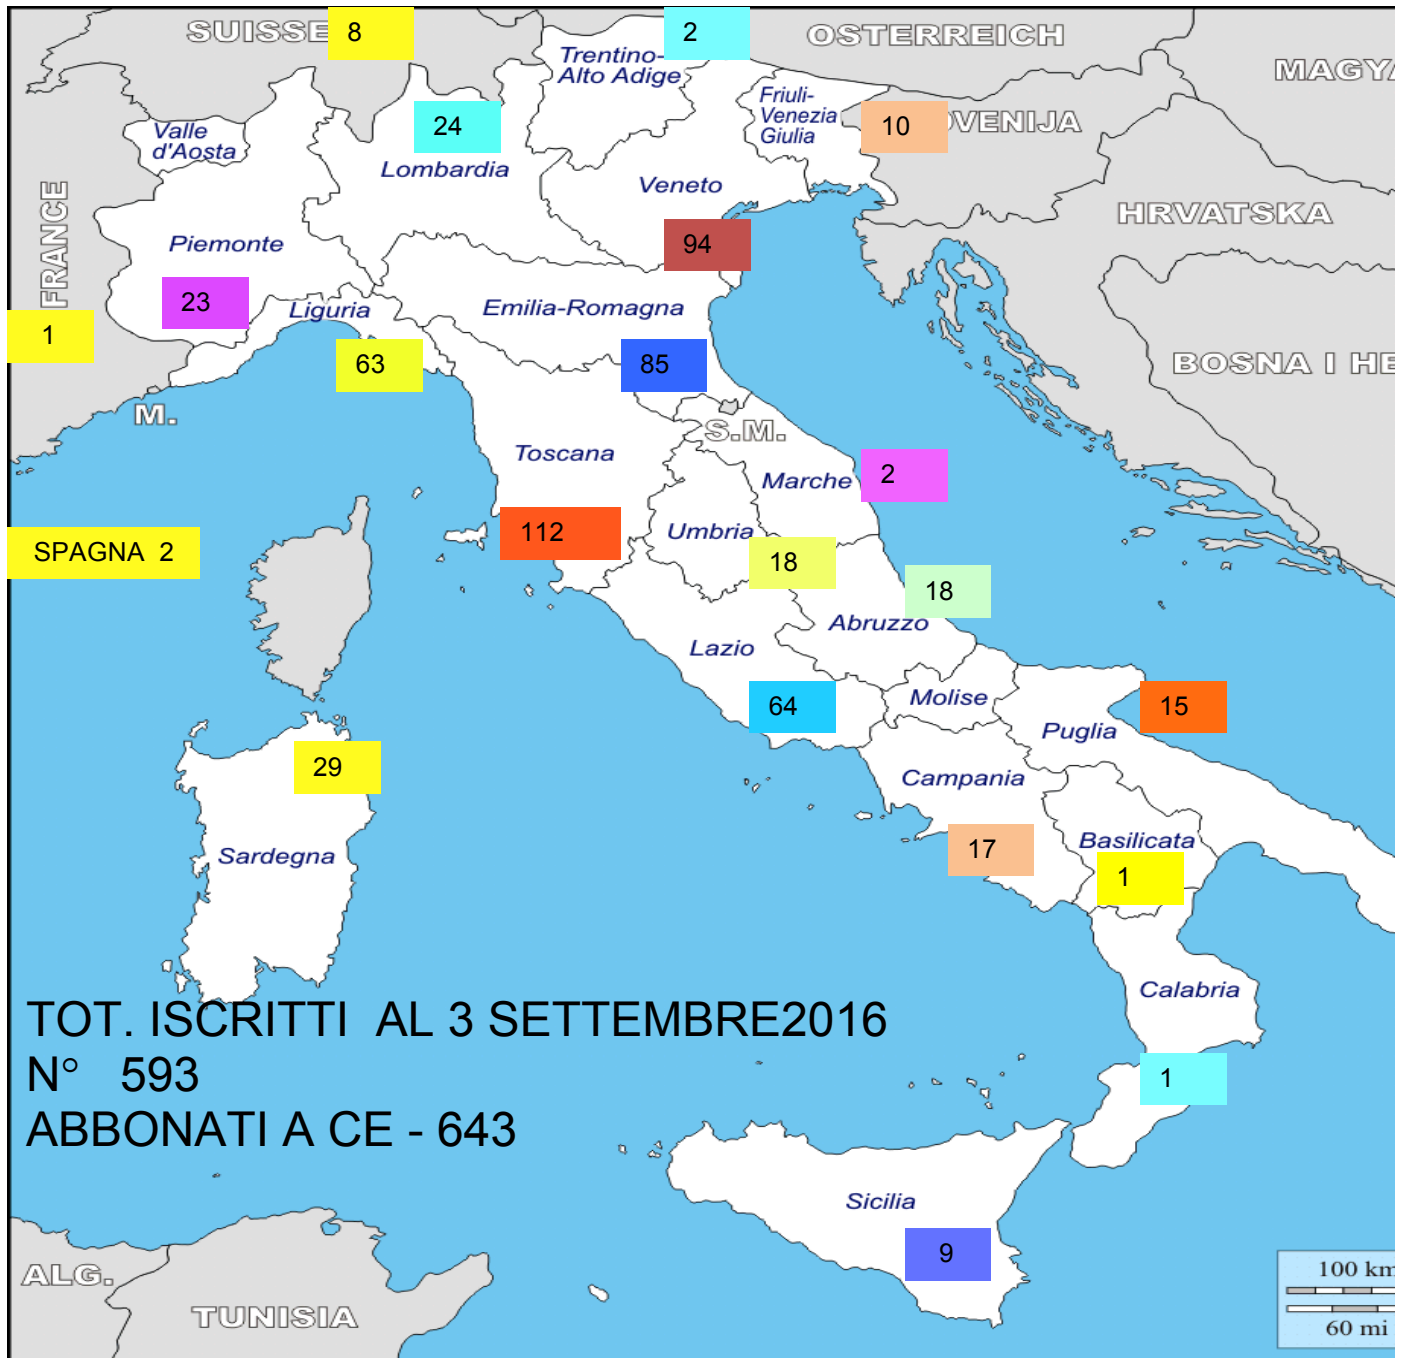 SUISSE
8
2
OSTERREICH
Trentino-
Alto Adige
MAGYA
Friuli-
Venezia
Giulia
10
VENIJA
24
Valle
d'Aosta
Lombardia
Veneto
FRANCE
HRVATSKA
Piemonte
94
23
Liguria
Emilia-Romagna
1
63
85
BOSNA I HE
M.
S.M.
Toscana
Marche
2
112
Umbria
SPAGNA 2
18
18
Abruzzo
Lazio
64
Molise
15
Puglia
29
Campania
Sardegna
17
Basilicata
1
Calabria
TOT. ISCRITTI AL 3 SETTEMBRE2016
N° 593
ABBONATI A CE - 643
1
Sicilia
9
ALG.
TUNISIA
100 km
60 mi